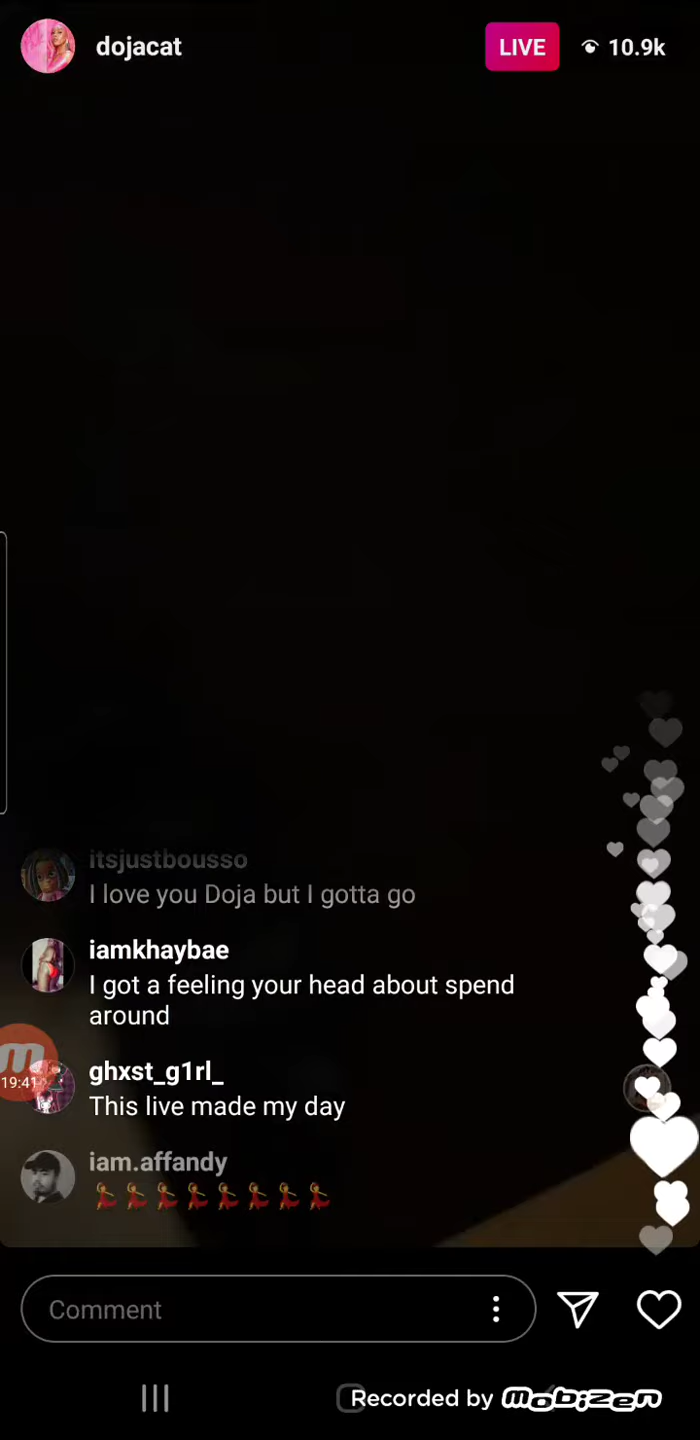 dojacat
LIVE
10.9k
itsjustbousso
I love you Doja but I gotta go
iamkhaybae
I got a feeling your head about spend
around
19:41
ghxst_g1rl_
This live made my day
iam.affandy
💃💃💃💃💃💃💃💃
Comment
Recorded by mobizen